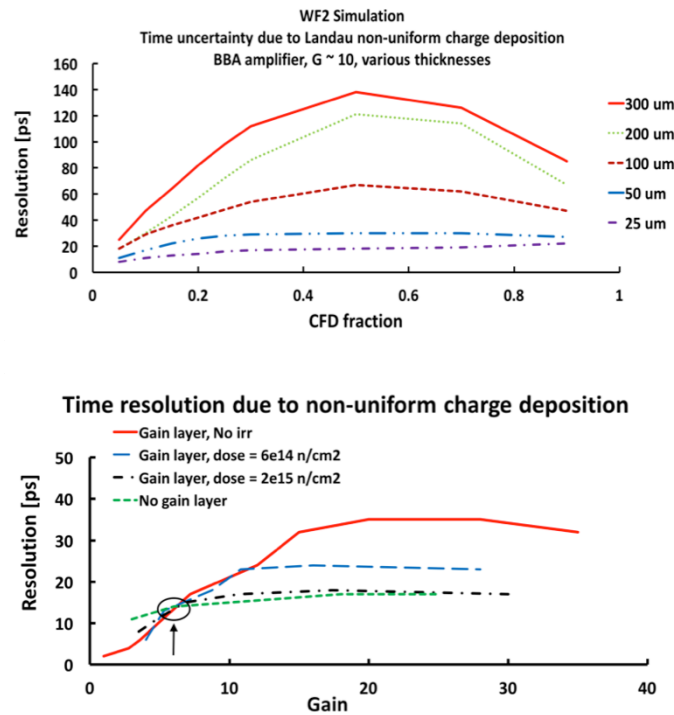 WF2 Simulation
Time uncertainty due to Landau non-uniform charge deposition
BBA amplifier, G ~ 10, various thicknesses
160
140
120
100
80
60
40
20
0
Resolution [ps]
0 0.2 0.4 0.6 0.8 1
CFD fraction
300 um
200 um
100 um
50 um
25 um
Time resolution due to non-uniform charge deposition
Gain layer, No irr
Gain layer, dose = 6e14 n/cm2
Gain layer, dose = 2e15 n/cm2
No gain layer
50
40
30
20
10
0
Resolution [ps]
0 10 20 30 40
Gain